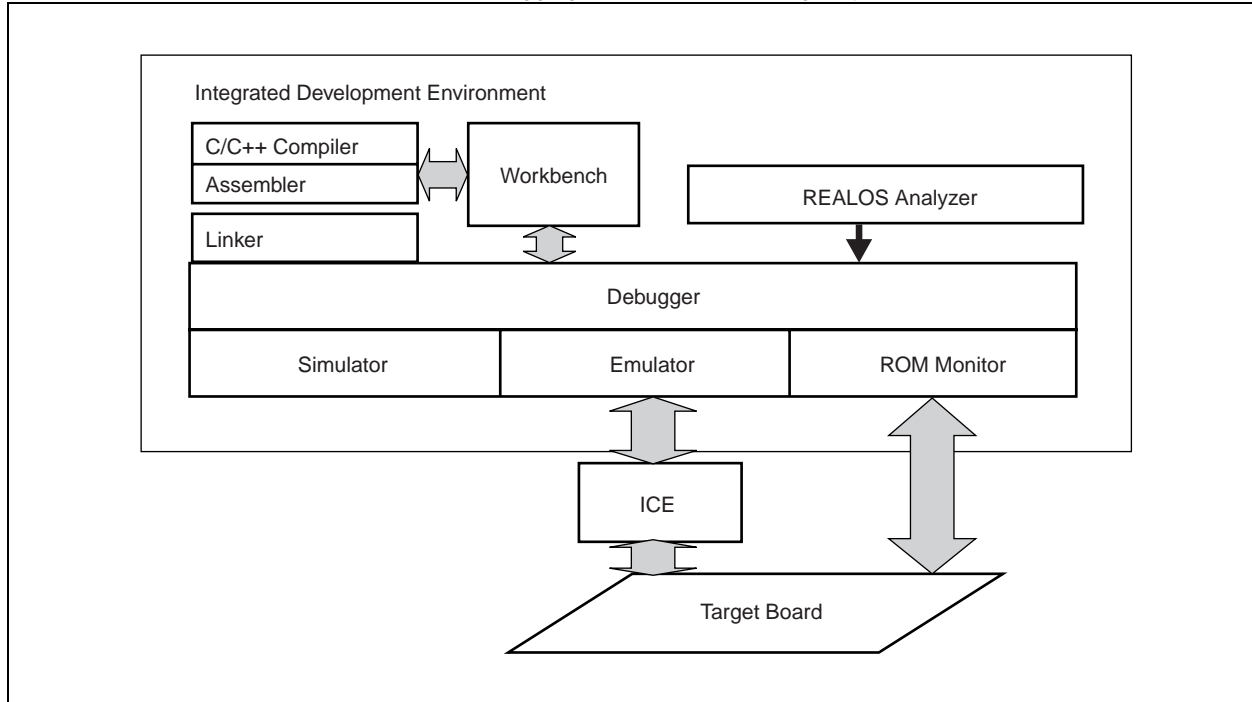 Integrated Development Environment
C/C++ Compiler
Assembler
Linker
Workbench
REALOS Analyzer
Debugger
Simulator
Emulator
ROM Monitor
ICE
Target Board